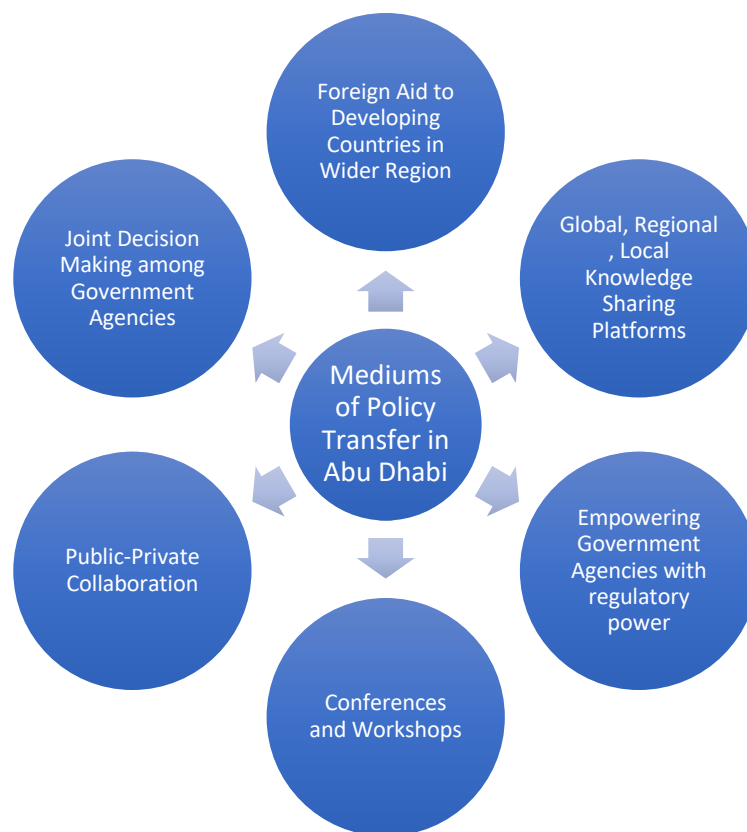 Foreign Aid to
Developing
Countries in
Wider Region
Global, Regional
, Local
Knowledge
Sharing
Platforms
Empowering
Government
Agencies with
regulatory
power
Conferences
and Workshops
Public-Private
Collaboration
Joint Decision
Making among
Government
Agencies
Mediums
of Policy
Transfer in
Abu Dhabi